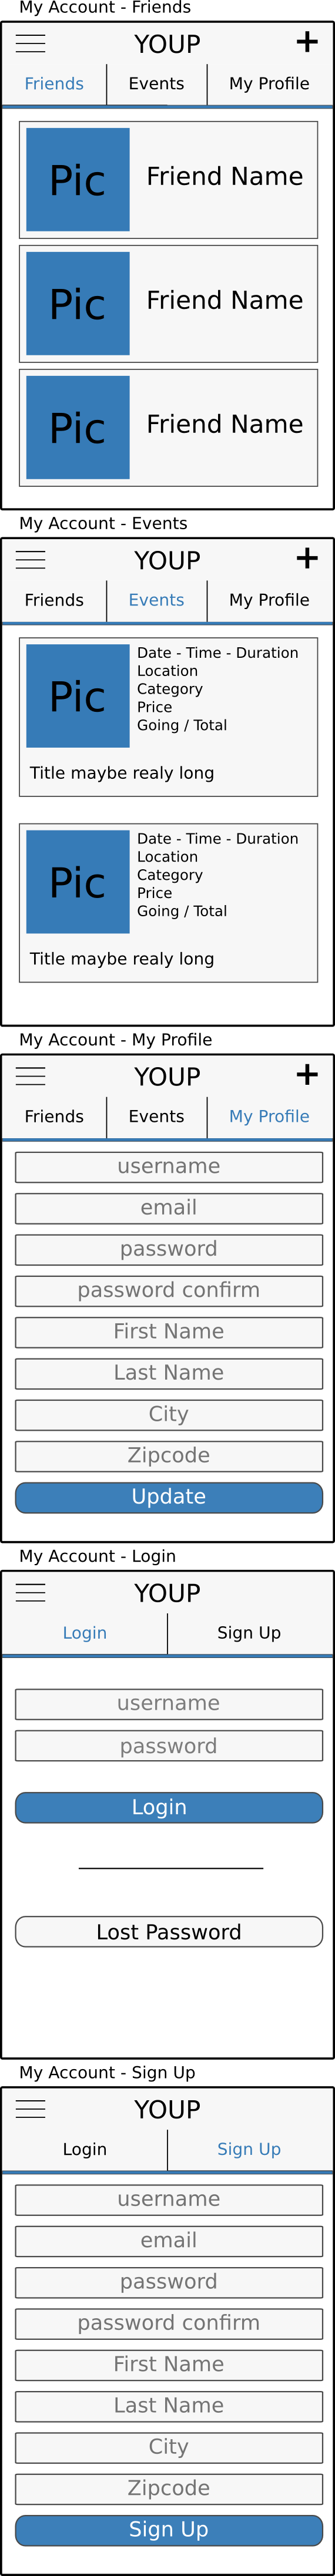 My Account - Friends
YOUP +
Friends Events My Profile
Pic Friend Name
Pic Friend Name
Pic Friend Name
My Account - Events
YOUP +
Friends Events My Profile
Pic
Date - Time - Duration
Location
Category
Price
Going / Total
Title maybe realy long
Pic
Date - Time - Duration
Location
Category
Price
Going / Total
Title maybe realy long
My Account - My Profile
YOUP +
Friends Events My Profile
username
email
password
password confirm
First Name
Last Name
City
Zipcode
Update
My Account - Login
YOUP
Login Sign Up
username
password
Login
Lost Password
My Account - Sign Up
YOUP
Login Sign Up
username
email
password
password confirm
First Name
Last Name
City
Zipcode
Sign Up